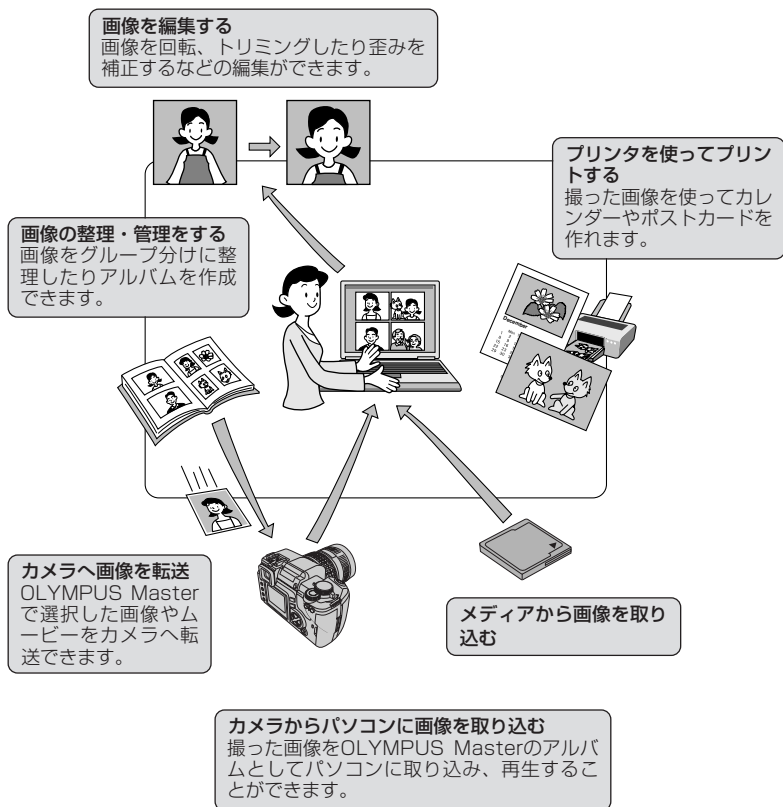 画像を編集する
画像を回転、トリミングしたり歪みを
補正するなどの編集ができます。
プリンタを使ってプリン
トする
撮った画像を使ってカレ
ンダーやポストカードを
作れます。
画像の整理・管理をする
画像をグループ分けに整
理したりアルバムを作成
できます。
December
カメラへ画像を転送
OLYMPUS Master
で選択した画像やム
ービーをカメラへ転
送できます。
メディアから画像を取り
込む
カメラからパソコンに画像を取り込む
撮った画像をOLYMPUS Masterのアルバ
ムとしてパソコンに取り込み、再生するこ
とができます。